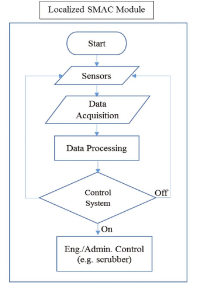 Localized SMAC Module
Start
Sensors
Data
Acquisition
Data Processing
Control
System
Off
On
Eng./Admin. Control
(e.g. scrubber)